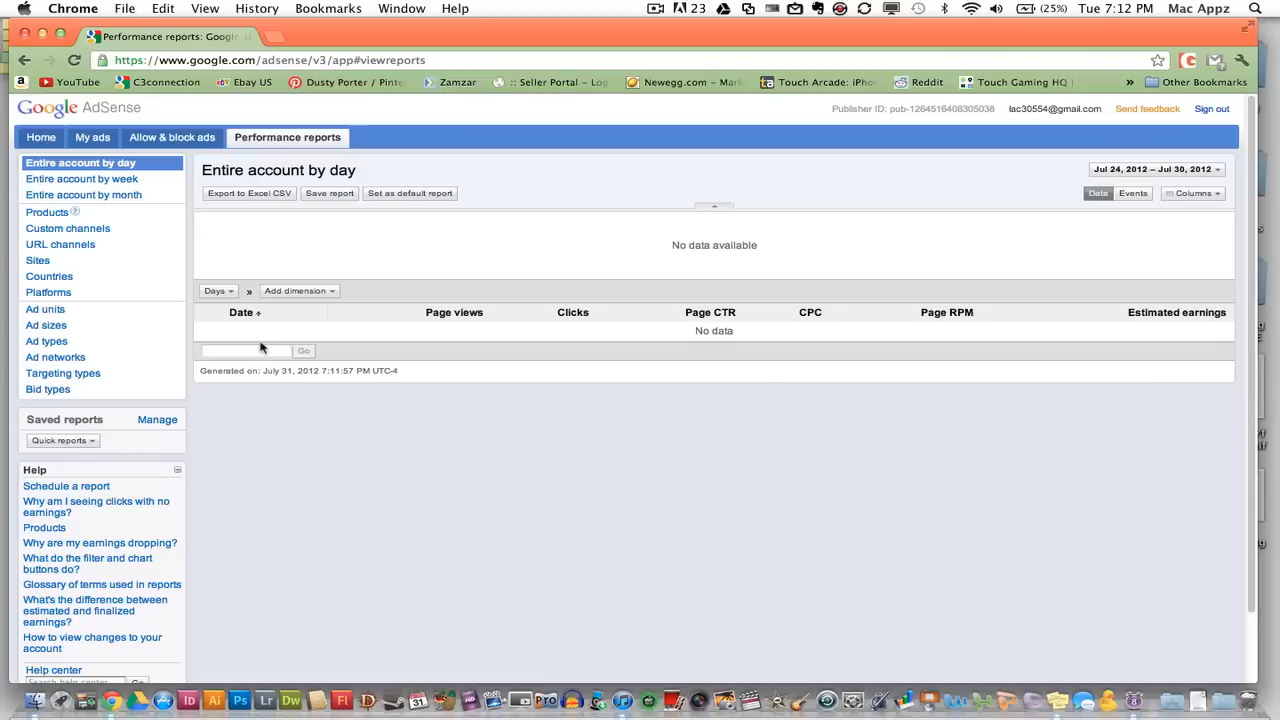 Chrome File Edit View History Bookmarks Window Help 23 (25%) Tue 7:12 PM Mac Appz
Performance reports: Google
https://www.google.com/adsense/v3/app#viewreports
YouTube C3connection Ebay US Dusty Porter / Pinte Zamzar :: Seller Portal - Log Newegg.com - Mark Touch Arcade: iPho Reddit Touch Gaming HQ » Other Bookmarks
Google AdSense
Publisher ID: pub-1264516408305038 lac30554@gmail.com Send feedback Sign out
Home My ads Allow & block ads Performance reports
Entire account by day
Entire account by week
Entire account by month
Products
Custom channels
URL channels
Sites
Countries
Platforms
Ad units
Ad sizes
Ad types
Ad networks
Targeting types
Bid types
Saved reports Manage
Quick reports
Help
Schedule a report
Why am I seeing clicks with no
earnings?
Products
Why are my earnings dropping?
What do the filter and chart
buttons do?
Glossary of terms used in reports
What's the difference between
estimated and finalized
earnings?
How to view changes to your
account
Help center
Search help center Go
Entire account by day
Jul 24, 2012 – Jul 30, 2012
Export to Excel CSV Save report Set as default report
Data Events Columns
No data available
Days » Add dimension
Date Page views Clicks Page CTR CPC Page RPM Estimated earnings
No data
Go
Generated on: July 31, 2012 7:11:57 PM UTC-4